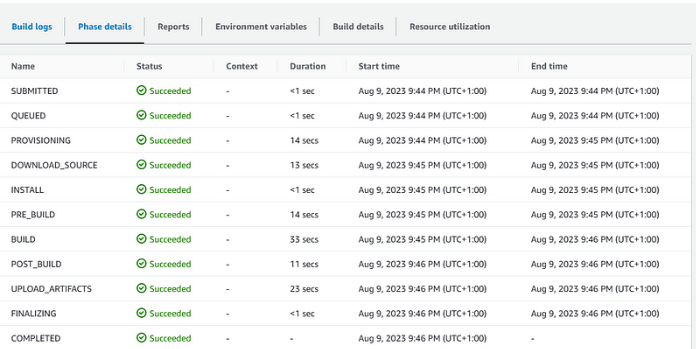 Build logs Phase details Reports Environment variables Build details Resource utilization
Name Status Context Duration Start time End time
SUBMITTED Succeeded - <1 sec Aug 9, 2023 9:44 PM (UTC+1:00) Aug 9, 2023 9:44 PM (UTC+1:00)
QUEUED Succeeded - <1 sec Aug 9, 2023 9:44 PM (UTC+1:00) Aug 9, 2023 9:44 PM (UTC+1:00)
PROVISIONING Succeeded - 14 secs Aug 9, 2023 9:44 PM (UTC+1:00) Aug 9, 2023 9:45 PM (UTC+1:00)
DOWNLOAD_SOURCE Succeeded - 13 secs Aug 9, 2023 9:45 PM (UTC+1:00) Aug 9, 2023 9:45 PM (UTC+1:00)
INSTALL Succeeded - <1 sec Aug 9, 2023 9:45 PM (UTC+1:00) Aug 9, 2023 9:45 PM (UTC+1:00)
PRE_BUILD Succeeded - 14 secs Aug 9, 2023 9:45 PM (UTC+1:00) Aug 9, 2023 9:45 PM (UTC+1:00)
BUILD Succeeded - 33 secs Aug 9, 2023 9:45 PM (UTC+1:00) Aug 9, 2023 9:46 PM (UTC+1:00)
POST_BUILD Succeeded - 11 secs Aug 9, 2023 9:46 PM (UTC+1:00) Aug 9, 2023 9:46 PM (UTC+1:00)
UPLOAD_ARTIFACTS Succeeded - 23 secs Aug 9, 2023 9:46 PM (UTC+1:00) Aug 9, 2023 9:46 PM (UTC+1:00)
FINALIZING Succeeded - <1 sec Aug 9, 2023 9:46 PM (UTC+1:00) Aug 9, 2023 9:46 PM (UTC+1:00)
COMPLETED Succeeded - - Aug 9, 2023 9:46 PM (UTC+1:00) -